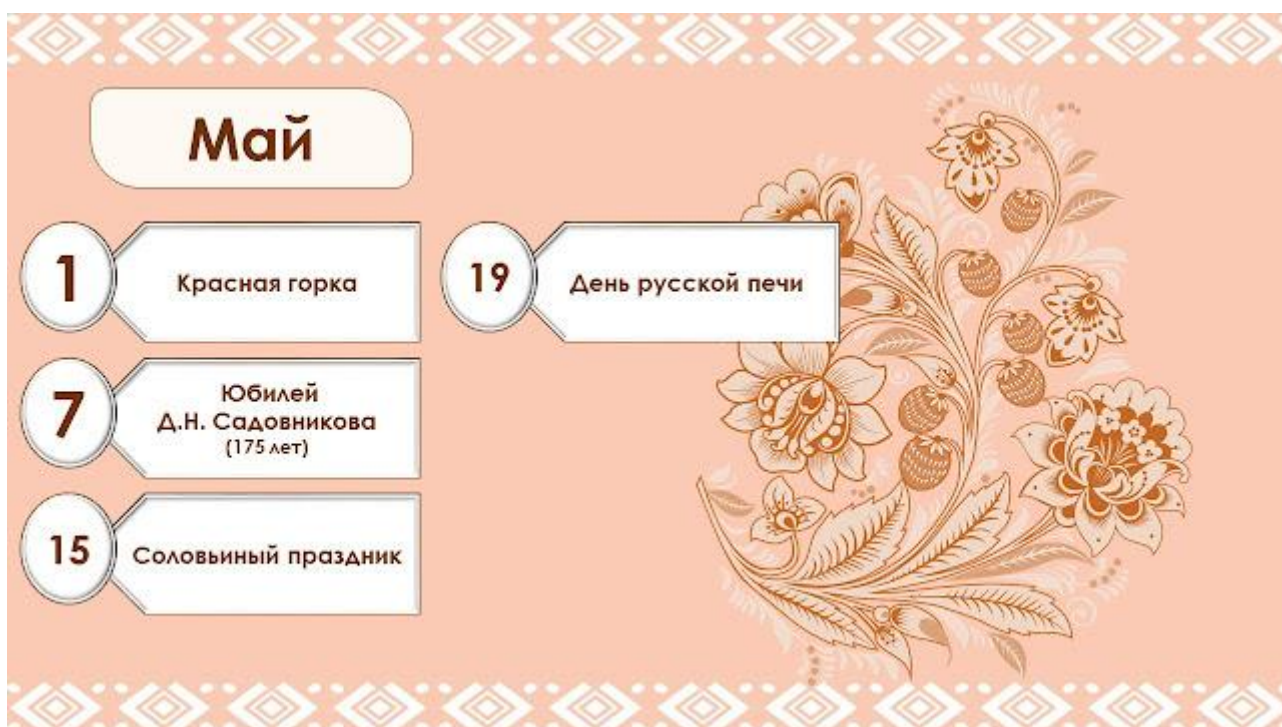 Май
1
Красная горка
7
Юбилей
Д.Н. Садовникова
(175 лет)
15
Соловьиный праздник
19
День русской печи